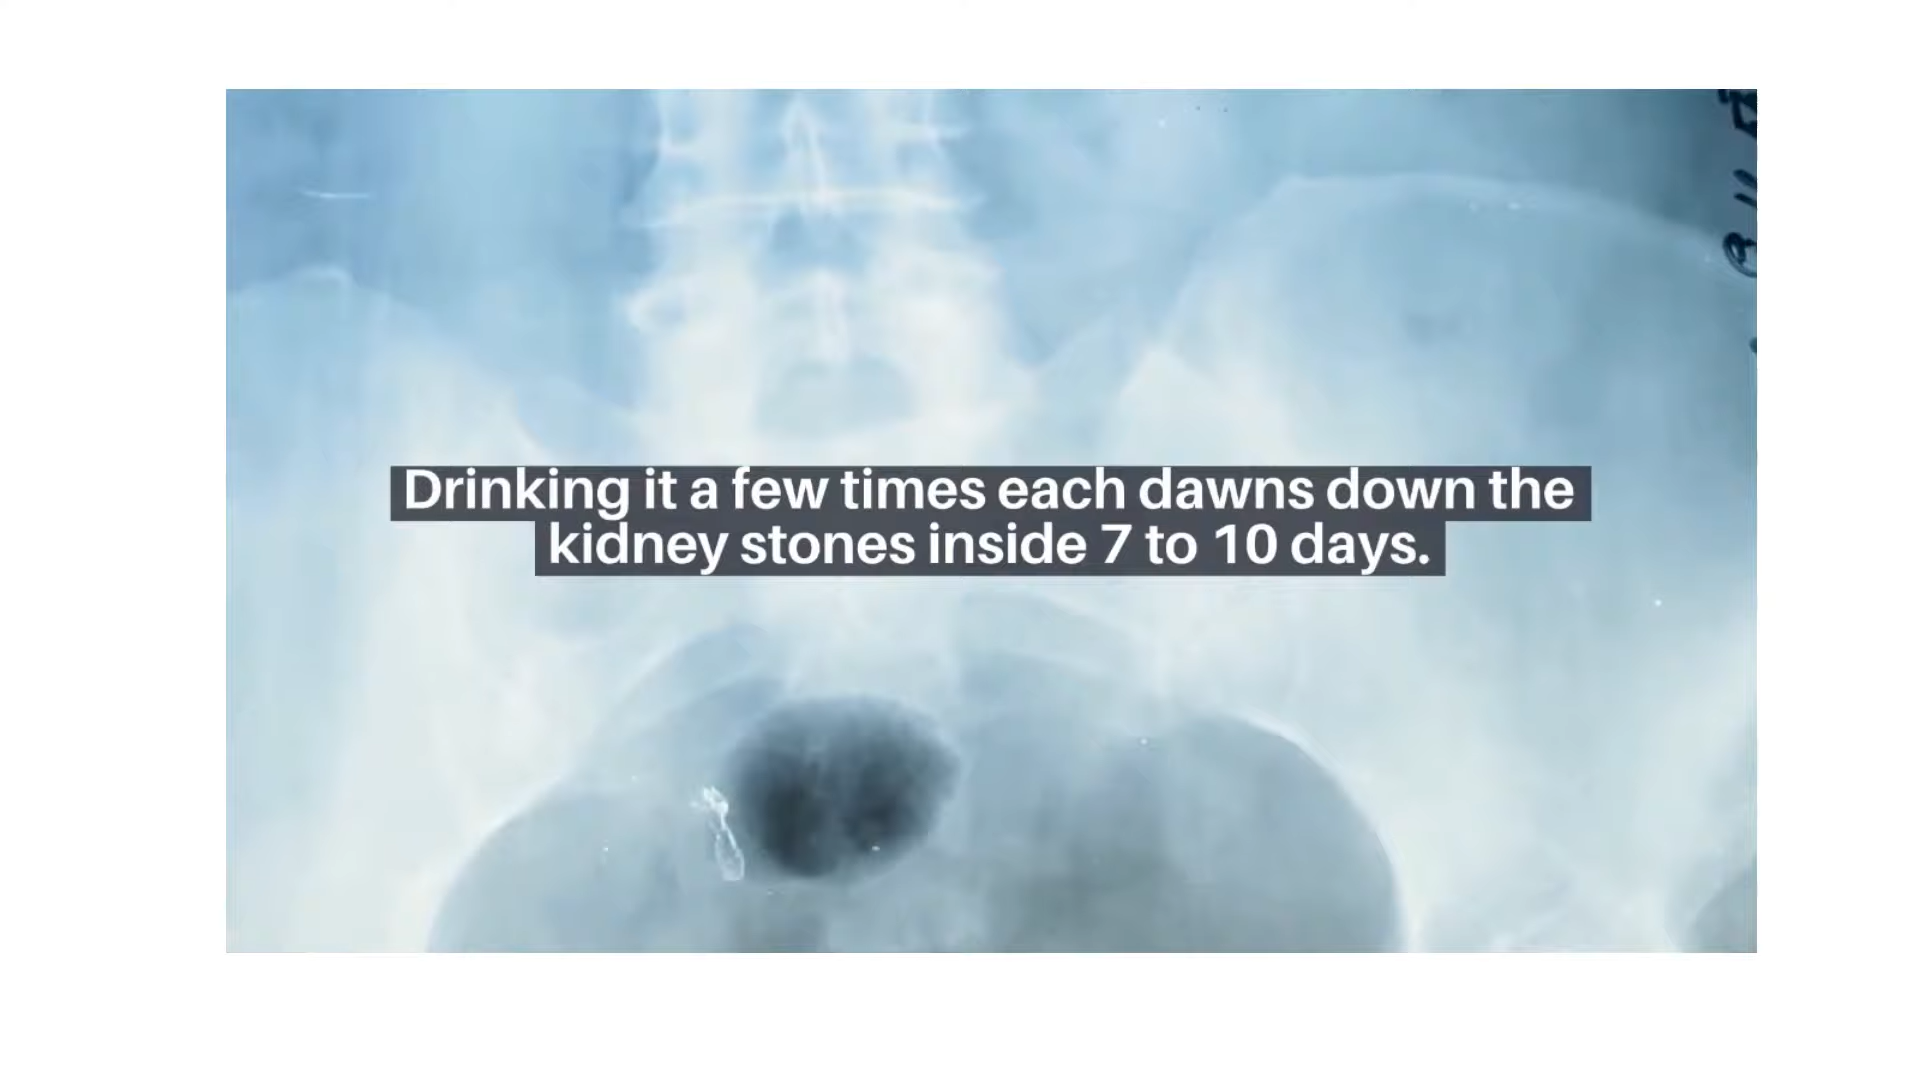 Drinking it a few times each dawns down the
kidney stones inside 7 to 10 days.